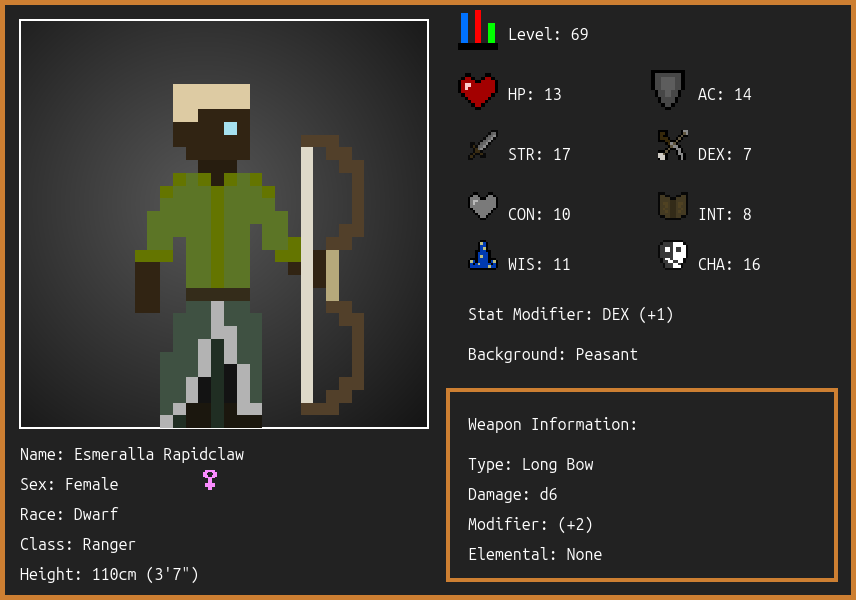 Level: 69
HP: 13
AC: 14
STR: 17
DEX: 7
CON: 10
INT: 8
WIS: 11
CHA: 16
Stat Modifier: DEX (+1)
Background: Peasant
Weapon Information:
Type: Long Bow
Damage: d6
Modifier: (+2)
Elemental: None
Name: Esmeralla Rapidclaw
Sex: Female
Race: Dwarf
Class: Ranger
Height: 110cm (3'7")